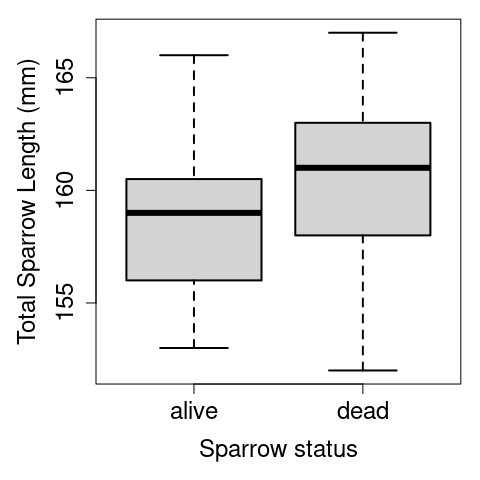 Total Sparrow Length (mm)
165
160
155
alive dead
Sparrow status